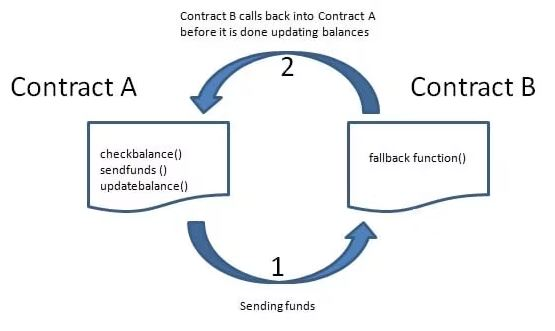 Contract B calls back into Contract A
before it is done updating balances
2
Contract A
Contract B
checkbalance()
sendfunds ()
updatebalance()
fallback function()
1
Sending funds